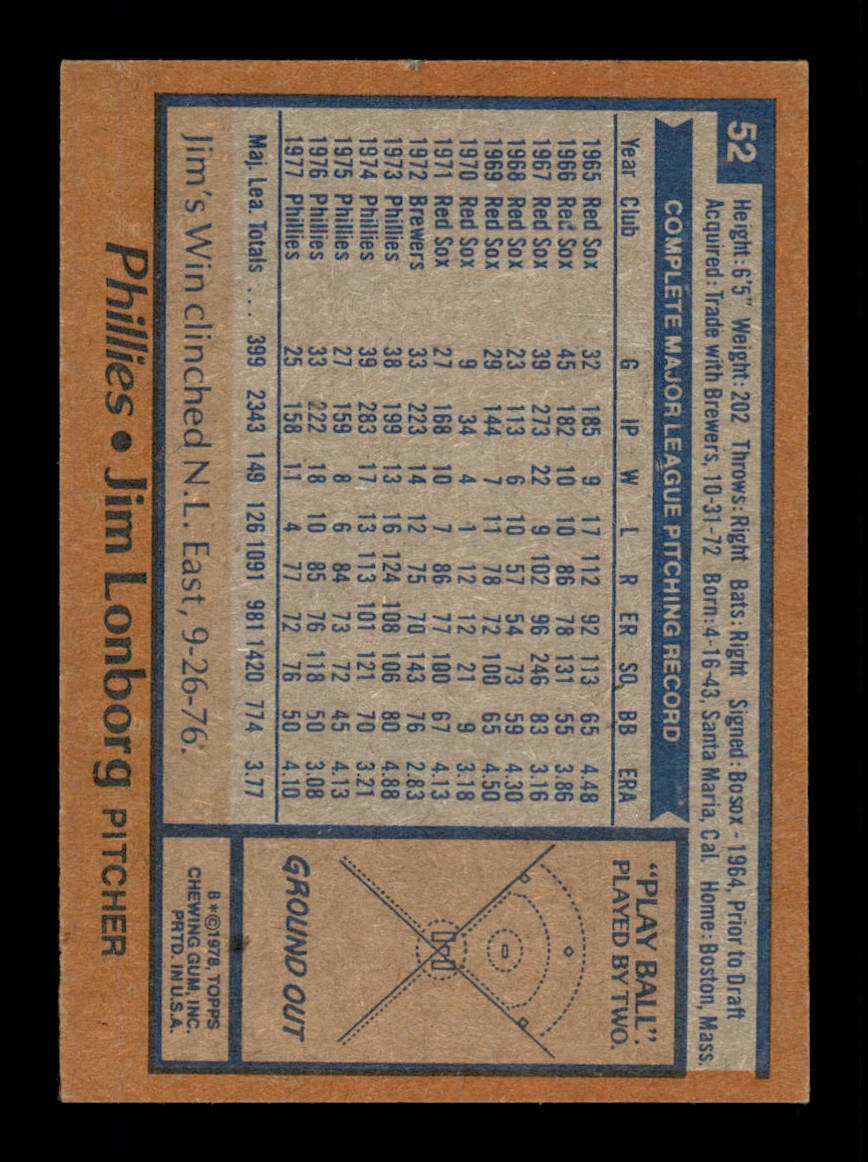 52
Height: 6'5" Weight: 202 Throws: Right Bats: Right Signed: Bosox - 1964, Prior to Draft
Acquired: Trade with Brewers, 10-31-72 Born: 4-16-43, Santa Maria, Cal. Home: Boston, Mass.
COMPLETE MAJOR LEAGUE PITCHING RECORD
Year Club G IP W L R ER SO BB ERA
1965 Red Sox 32 185 9 17 112 92 113 65 4.48
1966 Red Sox 45 182 10 10 86 78 131 55 3.86
1967 Red Sox 39 273 22 9 102 96 246 83 3.16
1968 Red Sox 23 113 6 10 57 54 73 59 4.30
1969 Red Sox 29 144 7 11 78 72 100 65 4.50
1970 Red Sox 9 34 4 1 12 12 21 9 3.18
1971 Red Sox 27 168 10 7 86 77 100 67 4.13
1972 Brewers 33 223 14 12 75 70 143 76 2.83
1973 Phillies 38 199 13 16 124 108 106 80 4.88
1974 Phillies 39 283 17 13 113 101 121 70 3.21
1975 Phillies 27 159 8 6 84 73 72 45 4.13
1976 Phillies 33 222 18 10 85 76 118 50 3.08
1977 Phillies 25 158 11 4 77 72 76 50 4.10
Maj. Lea. Totals ... 399 2343 149 126 1091 981 1420 774 3.77
Jim's Win clinched N.L. East, 9-26-76.
"PLAY BALL".
PLAYED BY TWO.
GROUND OUT
B*©1978, TOPPS
CHEWING GUM, INC.
PRTD. IN U.S.A.
Phillies • Jim Lonborg PITCHER